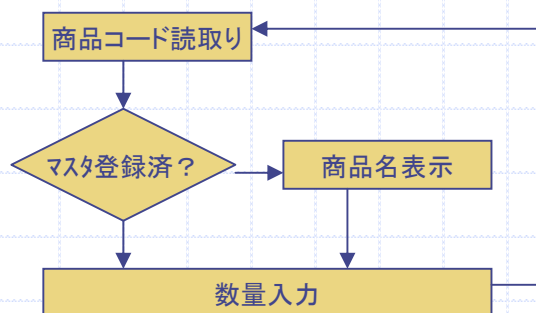 商品コード読取り
ﾏｽﾀ登録済？
商品名表示
数量入力